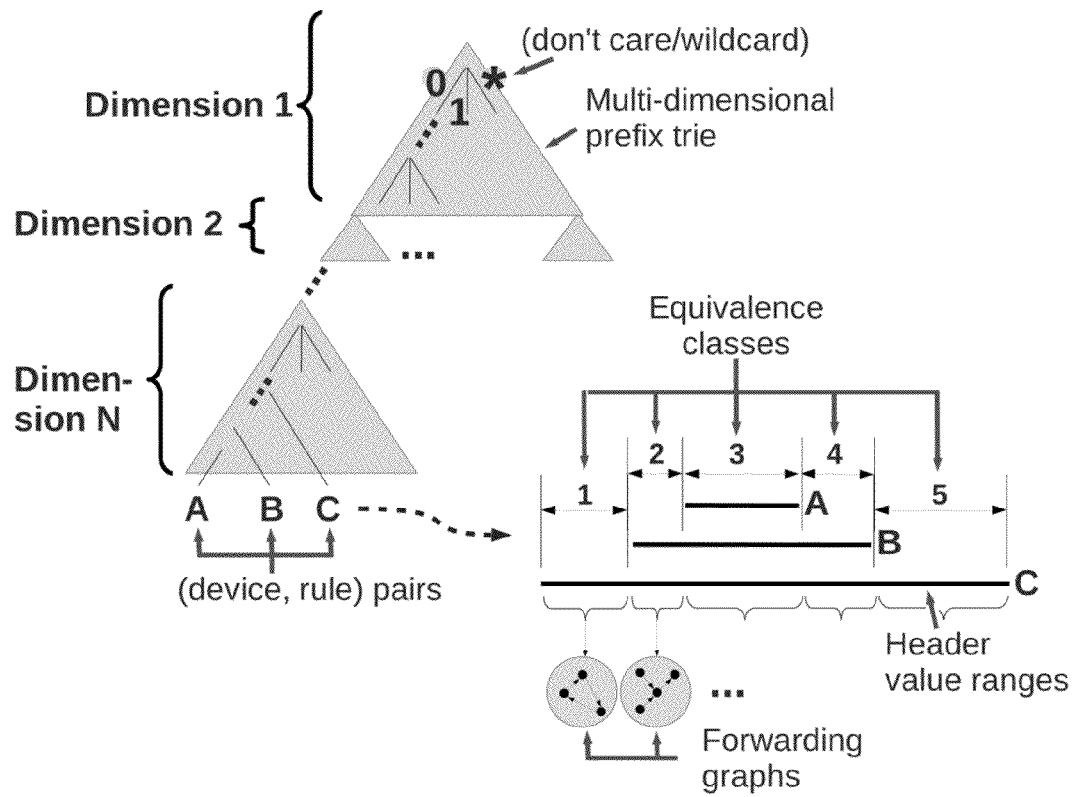 (don't care/wildcard)
0
*
1
Dimension 1
Multi-dimensional
prefix trie
Dimension 2
...
Dimen-
sion N
Equivalence
classes
2
3
4
1
5
A
B
C
A
B
C
(device, rule) pairs
Header
value ranges
...
Forwarding
graphs